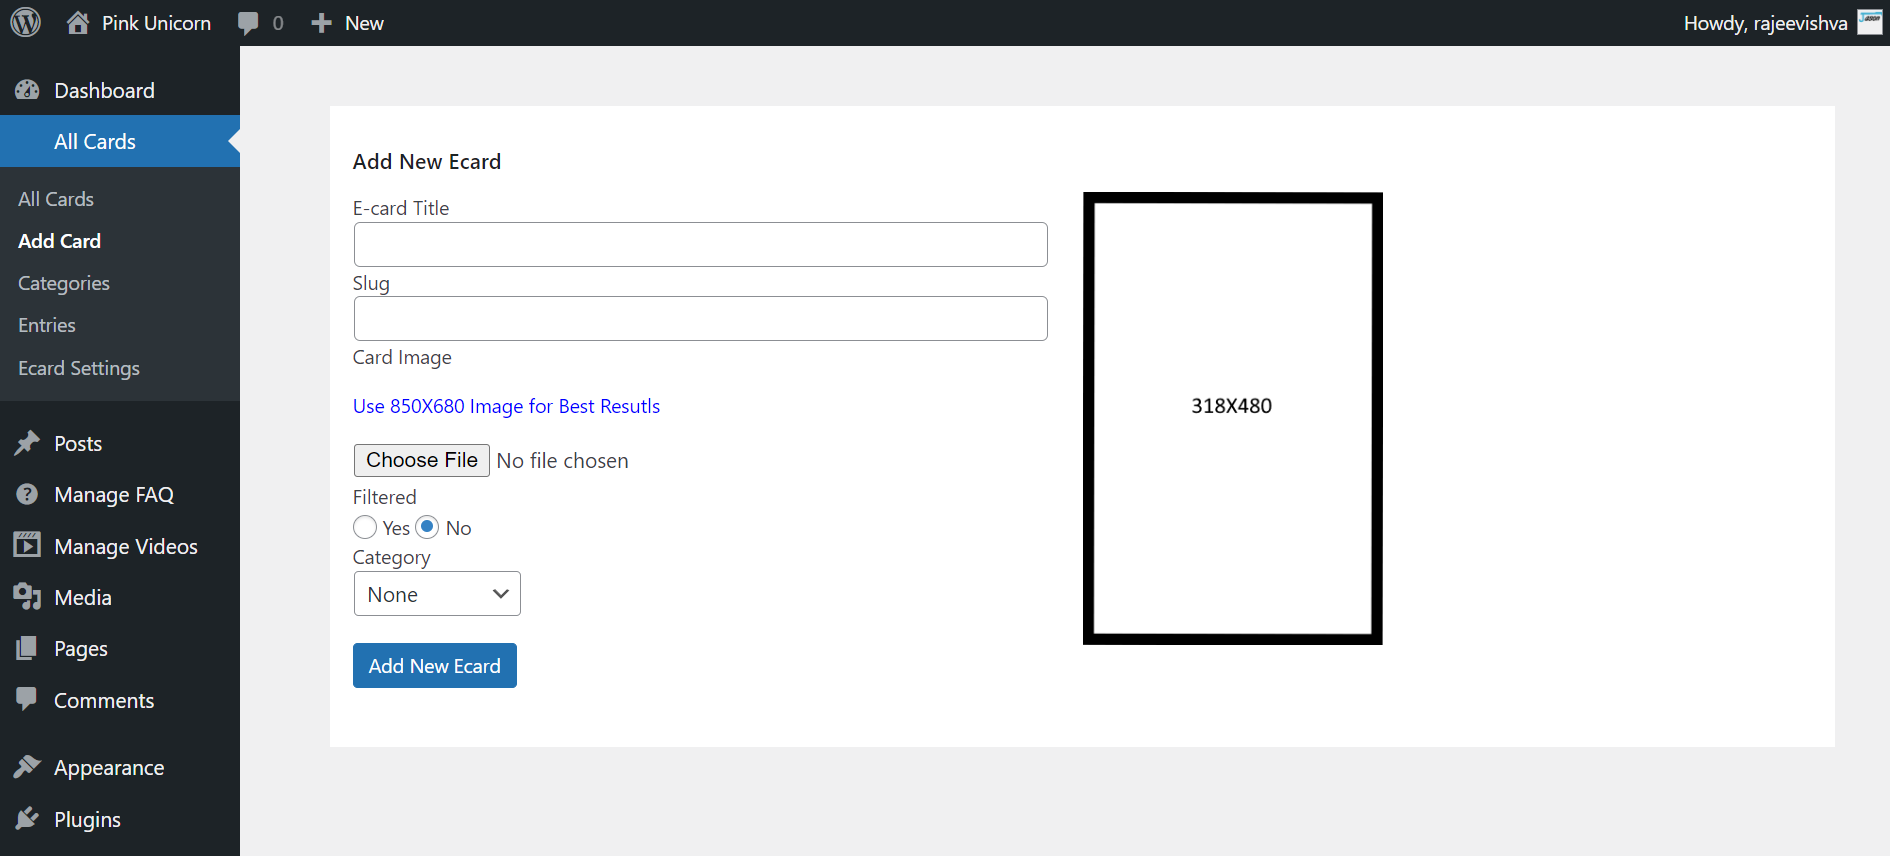 Pink Unicorn 0 New Howdy, rajeevishva
Dashboard
All Cards
All Cards
Add Card
Categories
Entries
Ecard Settings
Posts
Manage FAQ
Manage Videos
Media
Pages
Comments
Appearance
Plugins
Add New Ecard
E-card Title
Slug
Card Image
Use 850X680 Image for Best Resutls
Choose File No file chosen
Filtered
Yes No
Category
None
Add New Ecard
318X480